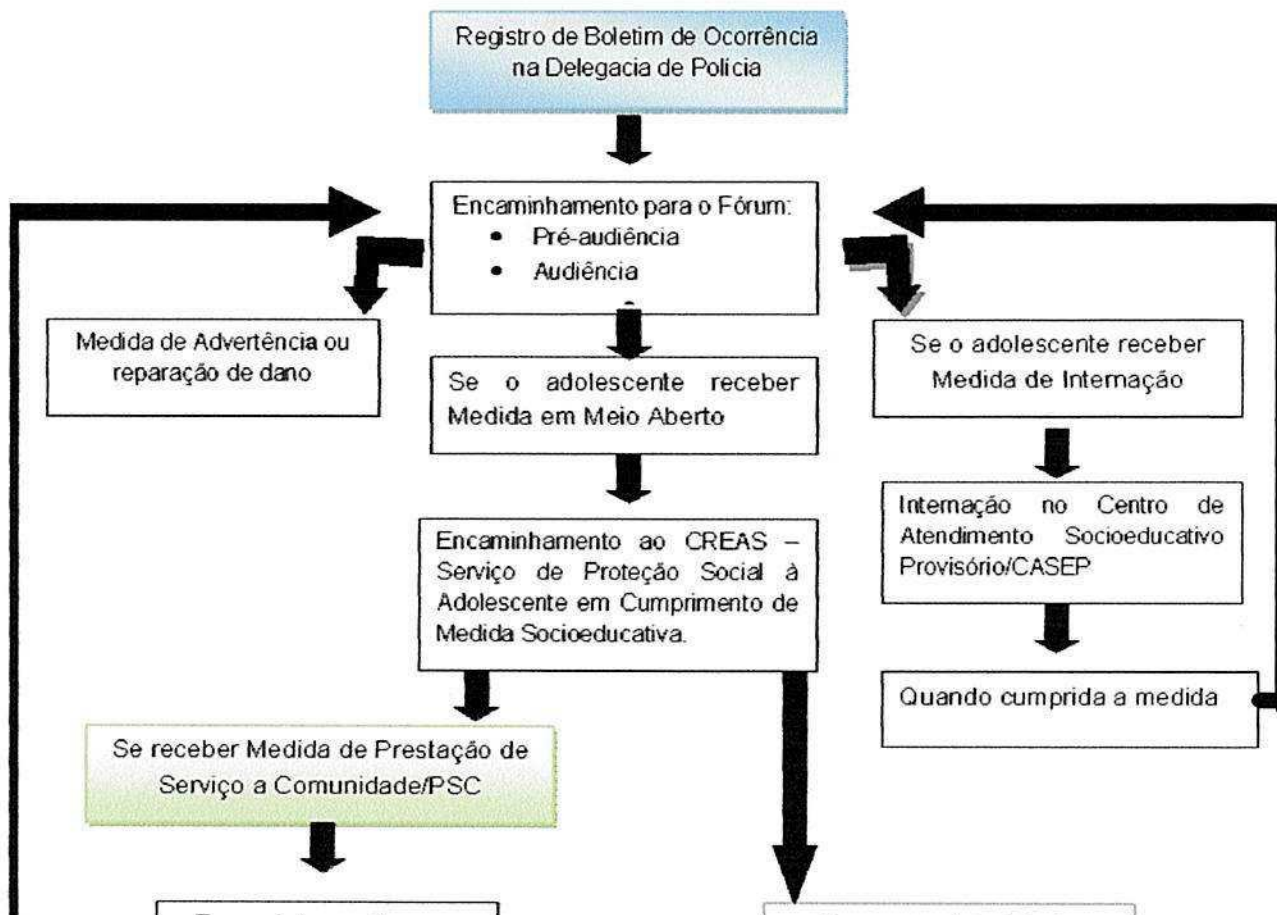 Registro de Boletim de Ocorrência
na Delegacia de Polícia
Encaminhamento para o Fórum:
• Pré-audiência
• Audiência
Medida de Advertência ou
reparação de dano
Se o adolescente receber
Medida em Meio Aberto
Se o adolescente receber
Medida de Internação
Internação no Centro de
Atendimento Socioeducativo
Provisório/CASEP
Encaminhamento ao CREAS –
Serviço de Proteção Social à
Adolescente em Cumprimento de
Medida Socioeducativa.
Quando cumprida a medida
Se receber Medida de Prestação de
Serviço a Comunidade/PSC